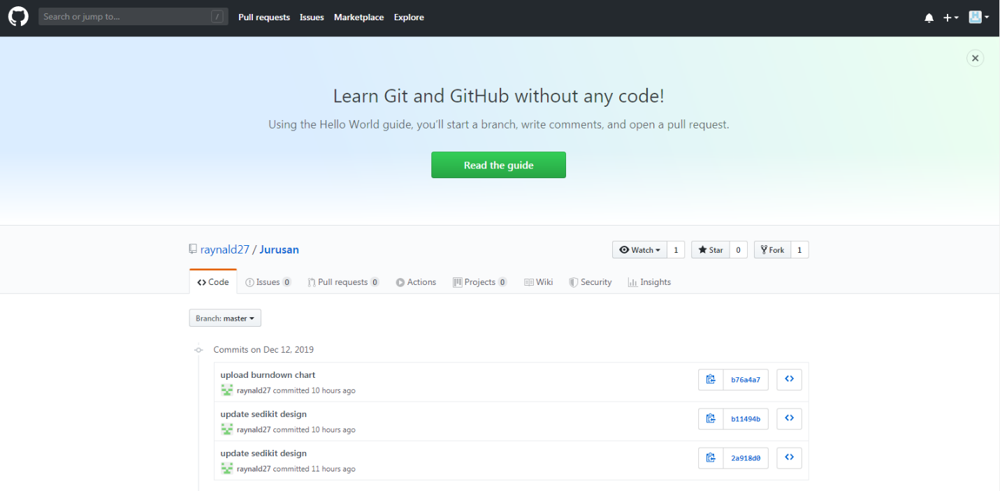 Search or jump to... /
Pull requests Issues Marketplace Explore
Learn Git and GitHub without any code!
Using the Hello World guide, you’ll start a branch, write comments, and open a pull request.
Read the guide
raynald27 / Jurusan
Watch 1 Star 0 Fork 1
Code Issues 0 Pull requests 0 Actions Projects 0 Wiki Security Insights
Branch: master
Commits on Dec 12, 2019
upload burndown chart
raynald27 committed 10 hours ago
b76a4a7
update sedikit design
raynald27 committed 10 hours ago
b11494b
update sedikit design
raynald27 committed 11 hours ago
2a918d0